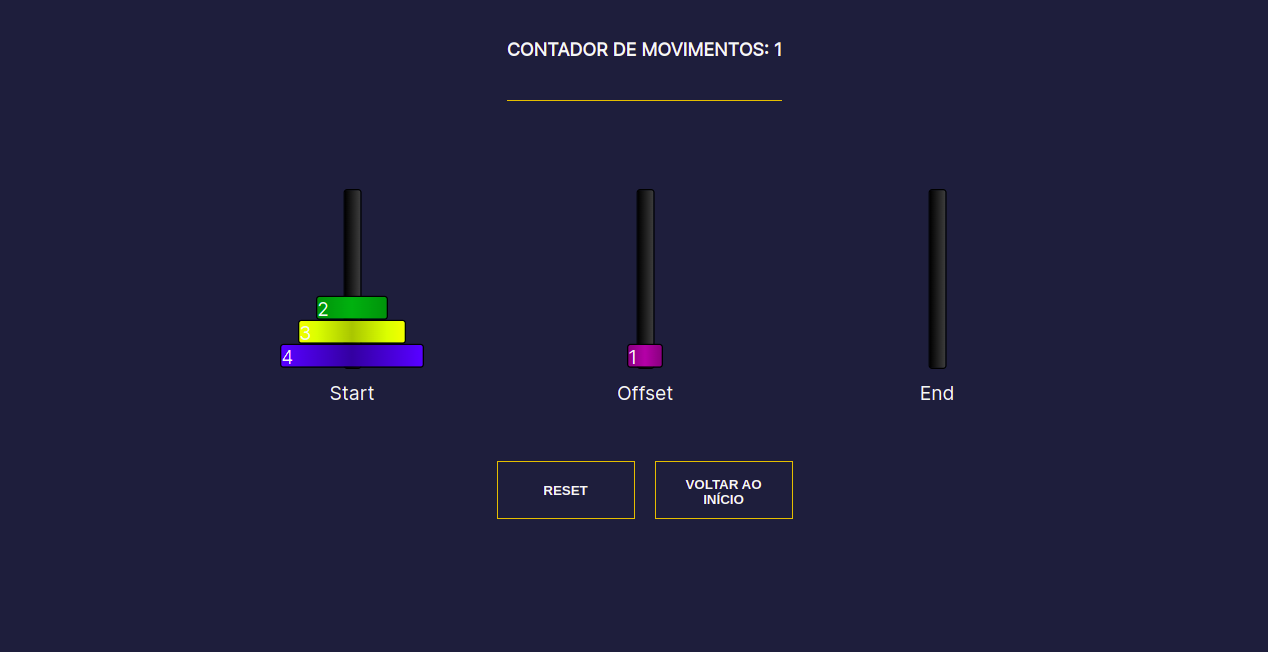 CONTADOR DE MOVIMENTOS: 1
2
3
4
1
Start
Offset
End
RESET
VOLTAR AO
INÍCIO